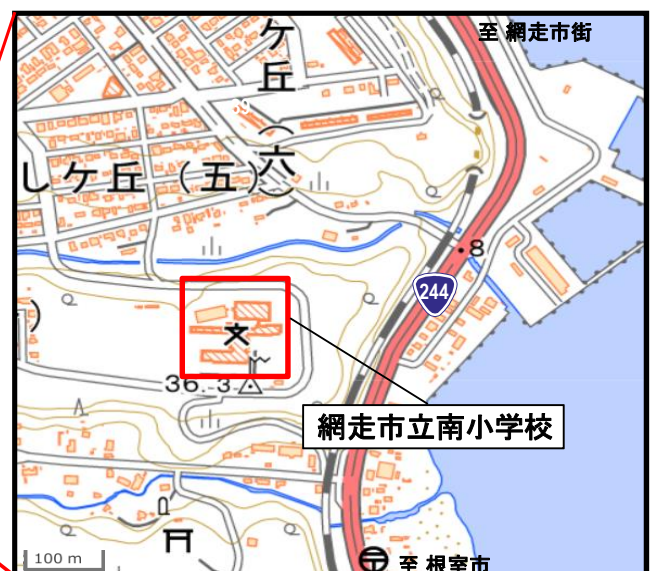 至 網走市街
ケ丘(六)
しケ丘(五)
8
244
36.3
網走市立南小学校
100 m
至 根室市